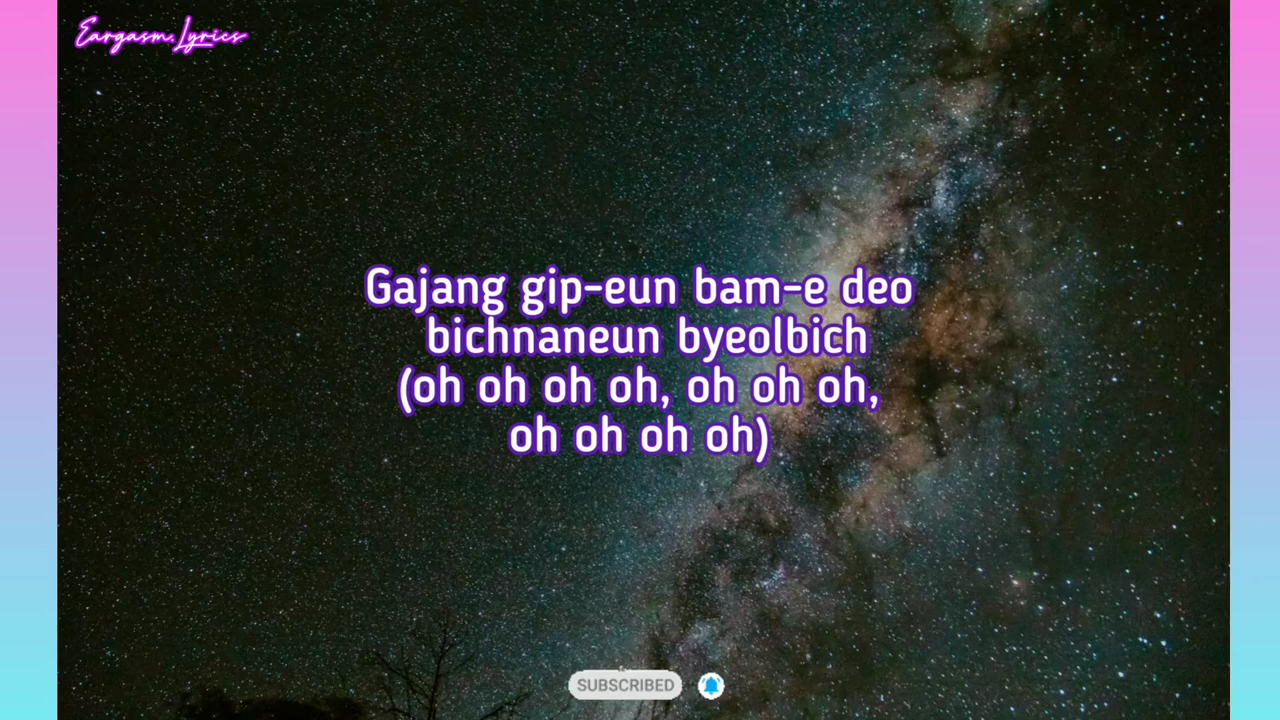 Eargasm.Lyrics
Gajang gip-eun bam-e deo
bichnaneun byeolbich
(oh oh oh oh, oh oh oh,
oh oh oh oh)
SUBSCRIBED